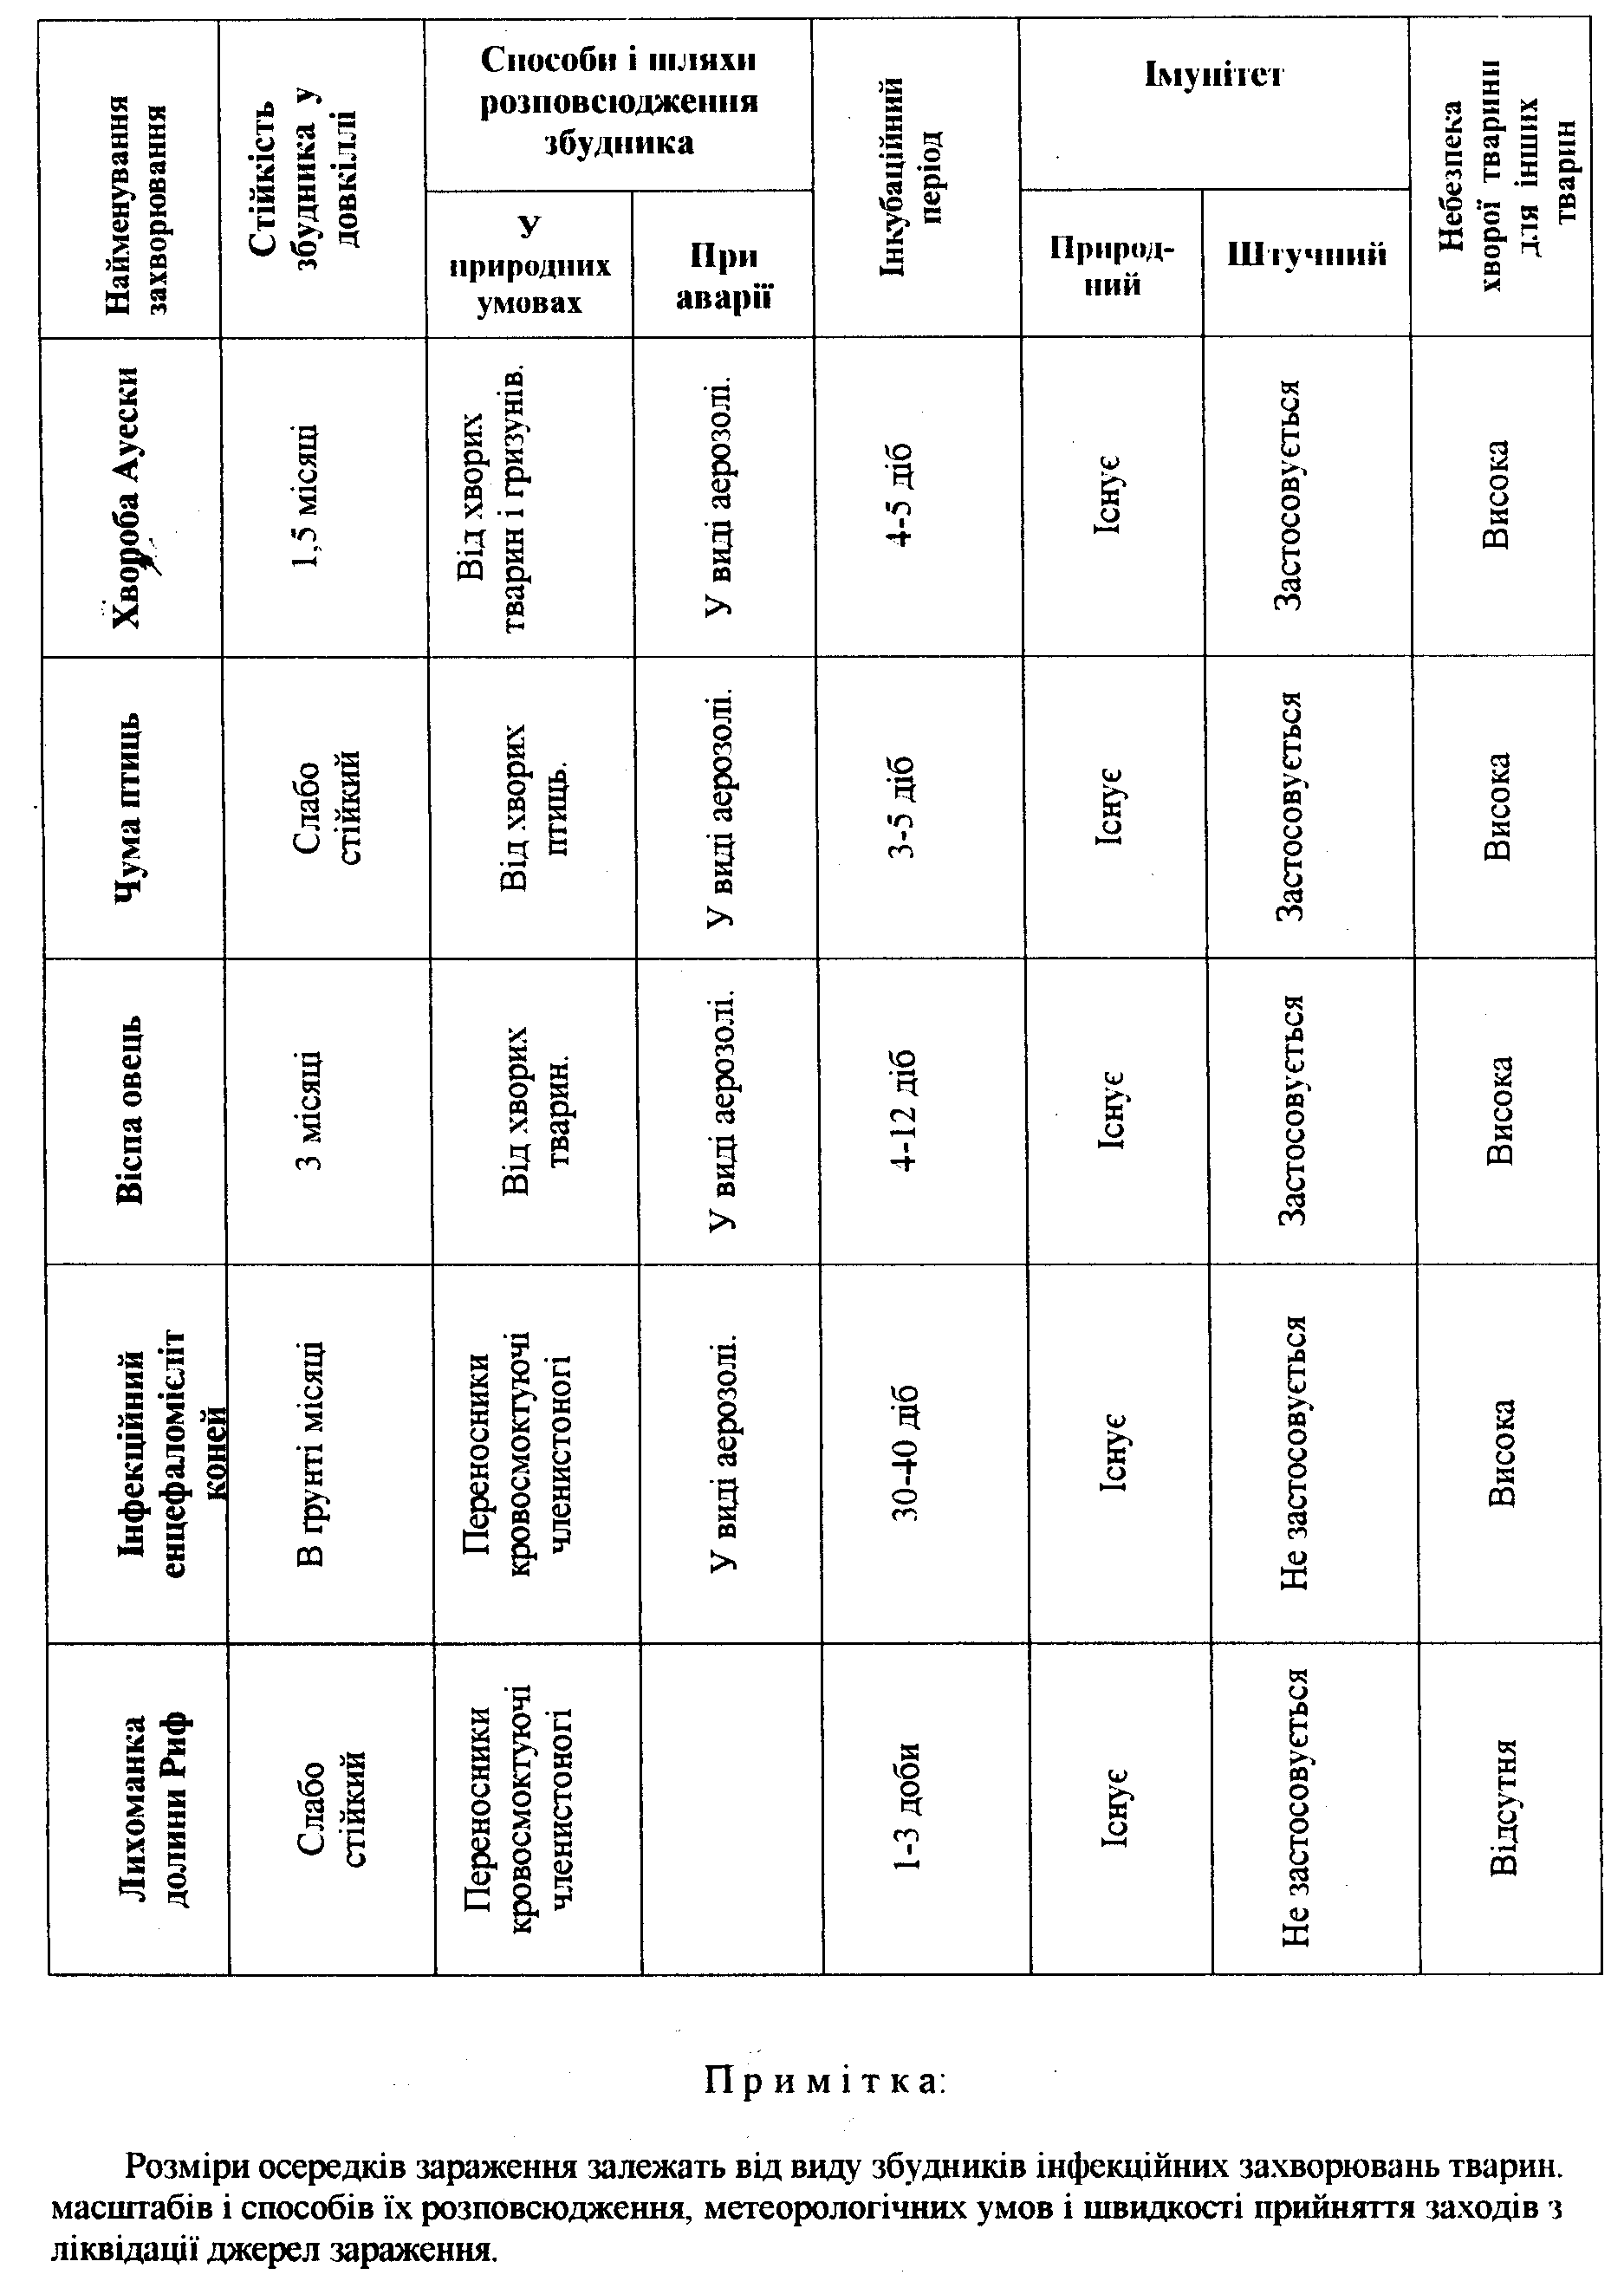 Найменування
захворювання
Стійкість
збудника у
довкіллі
Способи і шляхи
розповсюдження
збудника
У
природних
умовах
При
аварії
Інкубаційний
період
Імунітет
Природ-
ний
Штучний
Небезпека
хворої тварини
для інших
тварин
Хвороба Ауески
1,5 місяці
Від хворих
тварин і гризунів.
У виді аерозолі.
4-5 діб
Існує
Застосовується
Висока
Чума птиць
Слабо
стійкий
Від хворих
птиць.
У виді аерозолі.
3-5 діб
Існує
Застосовується
Висока
Віспа овець
3 місяці
Від хворих
тварин.
У виді аерозолі.
4-12 діб
Існує
Застосовується
Висока
Інфекційний
енцефаломієліт
коней
В ґрунті місяці
Переносники
кровосмоктуючі
членистоногі
У виді аерозолі.
30-40 діб
Існує
Не застосовується
Висока
Лихоманка
долини Риф
Слабо
стійкий
Переносники
кровосмоктуючі
членистоногі
1-3 доби
Існує
Не застосовується
Відсутня
Примітка:
Розміри осередків зараження залежать від виду збудників інфекційних захворювань тварин.
масштабів і способів їх розповсюдження, метеорологічних умов і швидкості прийняття заходів з
ліквідації джерел зараження.